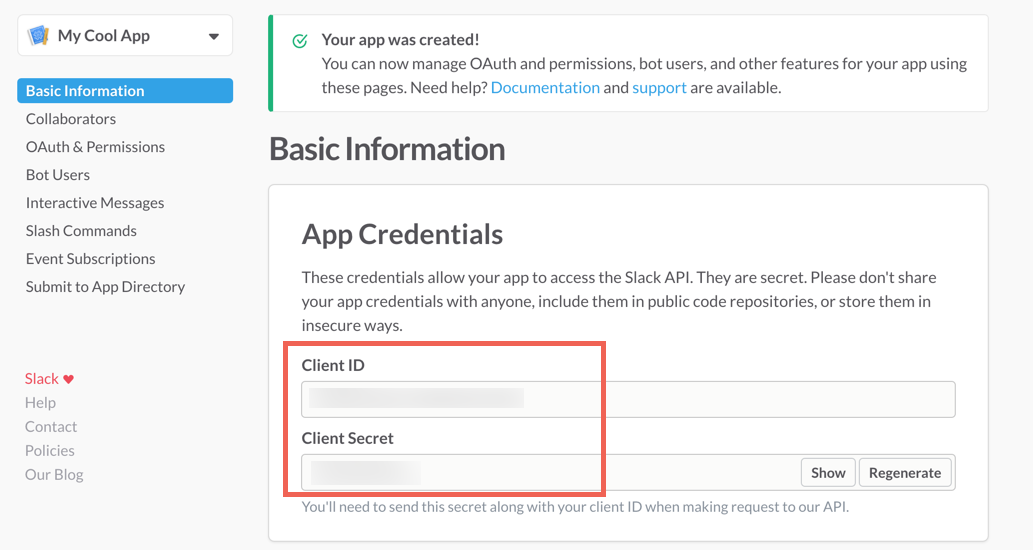 My Cool App
Basic Information
Collaborators
OAuth & Permissions
Bot Users
Interactive Messages
Slash Commands
Event Subscriptions
Submit to App Directory
Slack
Help
Contact
Policies
Our Blog
Your app was created!
You can now manage OAuth and permissions, bot users, and other features for your app using
these pages. Need help? Documentation and support are available.
Basic Information
App Credentials
These credentials allow your app to access the Slack API. They are secret. Please don't share
your app credentials with anyone, include them in public code repositories, or store them in
insecure ways.
Client ID
Client Secret
Show Regenerate
You'll need to send this secret along with your client ID when making request to our API.